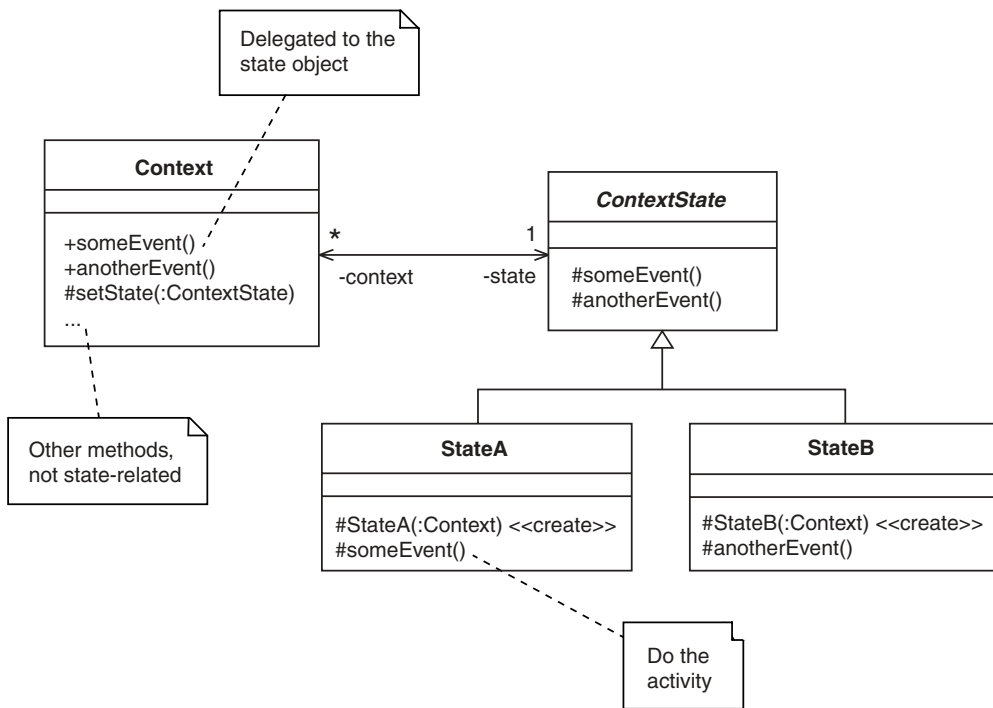 Delegated to the
state object
Context
+someEvent()
+anotherEvent()
#setState(:ContextState)
...
*
1
-context
-state
ContextState
#someEvent()
#anotherEvent()
Other methods,
not state-related
StateA
#StateA(:Context) <<create>>
#someEvent()
StateB
#StateB(:Context) <<create>>
#anotherEvent()
Do the
activity